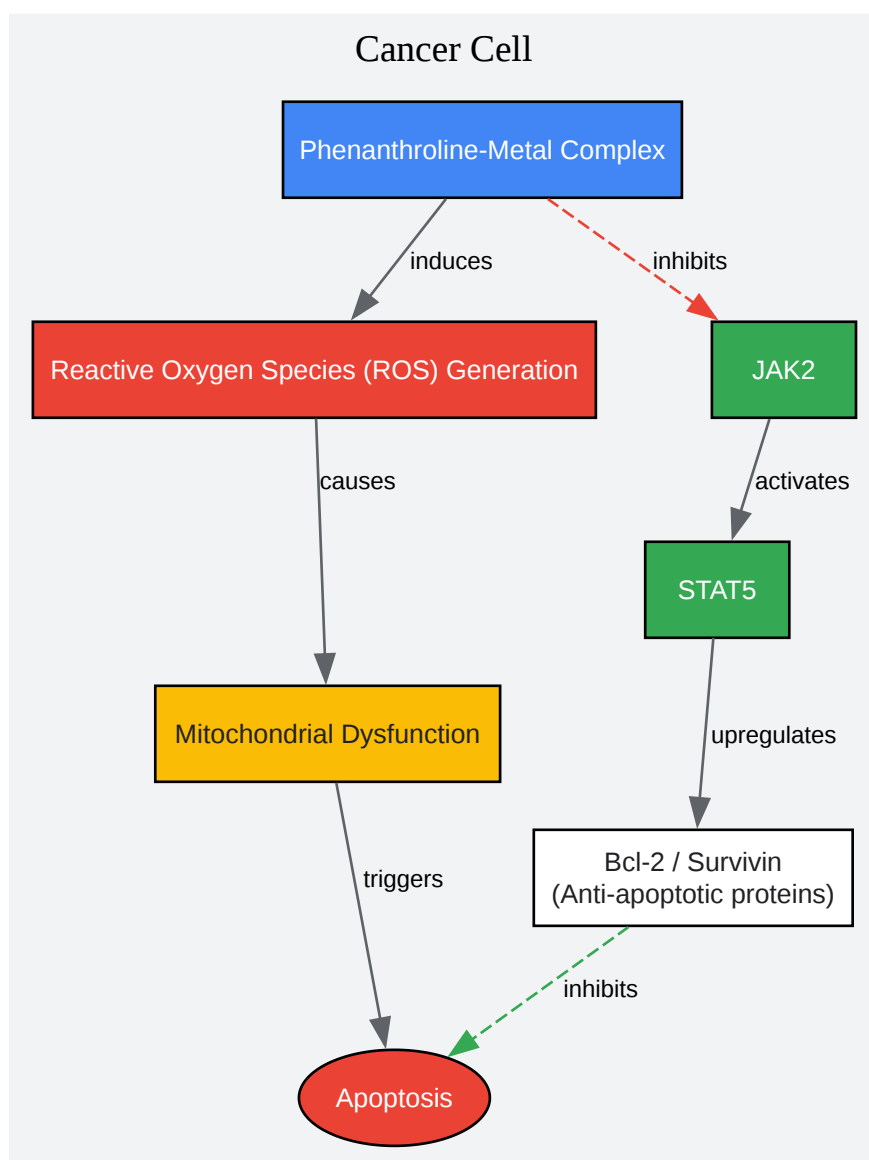 Cancer Cell
Phenanthroline-Metal Complex
induces
inhibits
Reactive Oxygen Species (ROS) Generation
JAK2
causes
activates
STAT5
Mitochondrial Dysfunction
upregulates
triggers
Bcl-2 / Survivin
(Anti-apoptotic proteins)
inhibits
Apoptosis